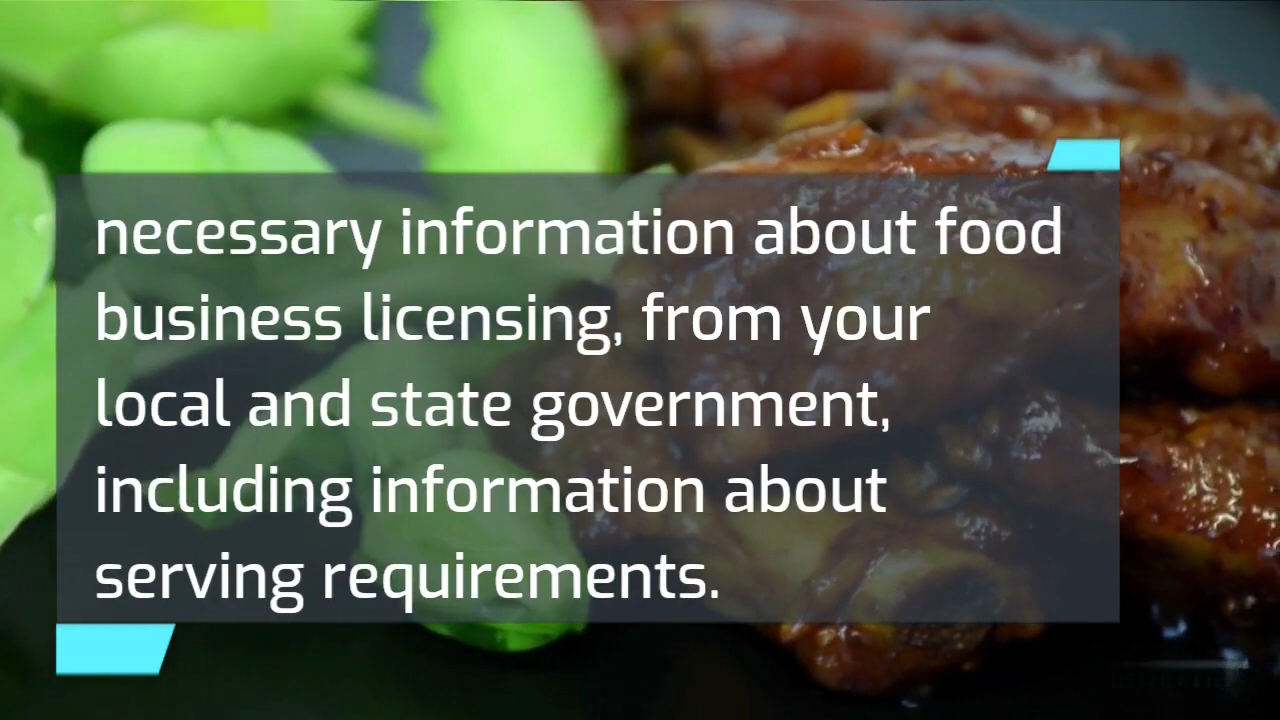 necessary information about food
business licensing, from your
local and state government,
including information about
serving requirements.